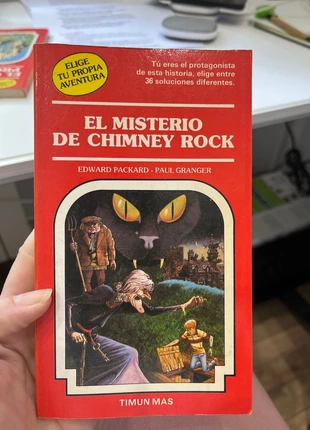 ELIGE
TU PROPIA
AVENTURA
Tú eres el protagonista
de esta historia, elige entre
36 soluciones diferentes.
EL MISTERIO
DE CHIMNEY ROCK
EDWARD PACKARD - PAUL GRANGER
TIMUN MAS